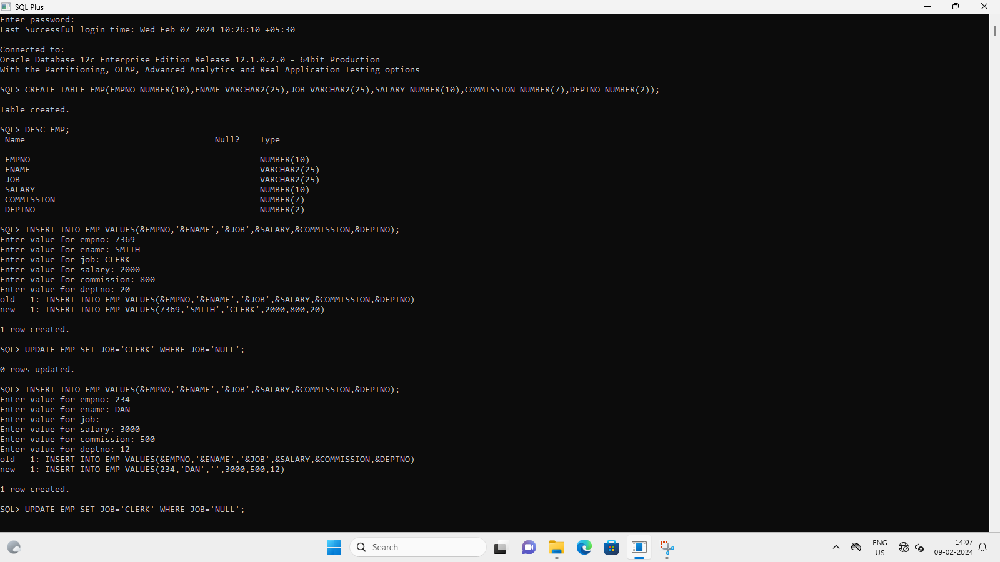 SQL Plus
Enter password:
Last Successful login time: Wed Feb 07 2024 10:26:10 +05:30
Connected to:
Oracle Database 12c Enterprise Edition Release 12.1.0.2.0 - 64bit Production
With the Partitioning, OLAP, Advanced Analytics and Real Application Testing options
SQL> CREATE TABLE EMP(EMPNO NUMBER(10),ENAME VARCHAR2(25),JOB VARCHAR2(25),SALARY NUMBER(10),COMMISSION NUMBER(7),DEPTNO NUMBER(2));
Table created.
SQL> DESC EMP;
Name Null? Type
----------------------------------------- -------- ----------------------------
EMPNO NUMBER(10)
ENAME VARCHAR2(25)
JOB VARCHAR2(25)
SALARY NUMBER(10)
COMMISSION NUMBER(7)
DEPTNO NUMBER(2)
SQL> INSERT INTO EMP VALUES(&EMPNO,'&ENAME','&JOB',&SALARY,&COMMISSION,&DEPTNO);
Enter value for empno: 7369
Enter value for ename: SMITH
Enter value for job: CLERK
Enter value for salary: 2000
Enter value for commission: 800
Enter value for deptno: 20
old 1: INSERT INTO EMP VALUES(&EMPNO,'&ENAME','&JOB',&SALARY,&COMMISSION,&DEPTNO)
new 1: INSERT INTO EMP VALUES(7369,'SMITH','CLERK',2000,800,20)
1 row created.
SQL> UPDATE EMP SET JOB='CLERK' WHERE JOB='NULL';
0 rows updated.
SQL> INSERT INTO EMP VALUES(&EMPNO,'&ENAME','&JOB',&SALARY,&COMMISSION,&DEPTNO);
Enter value for empno: 234
Enter value for ename: DAN
Enter value for job:
Enter value for salary: 3000
Enter value for commission: 500
Enter value for deptno: 12
old 1: INSERT INTO EMP VALUES(&EMPNO,'&ENAME','&JOB',&SALARY,&COMMISSION,&DEPTNO)
new 1: INSERT INTO EMP VALUES(234,'DAN','',3000,500,12)
1 row created.
SQL> UPDATE EMP SET JOB='CLERK' WHERE JOB='NULL';
Search
ENG
US
14:07
09-02-2024